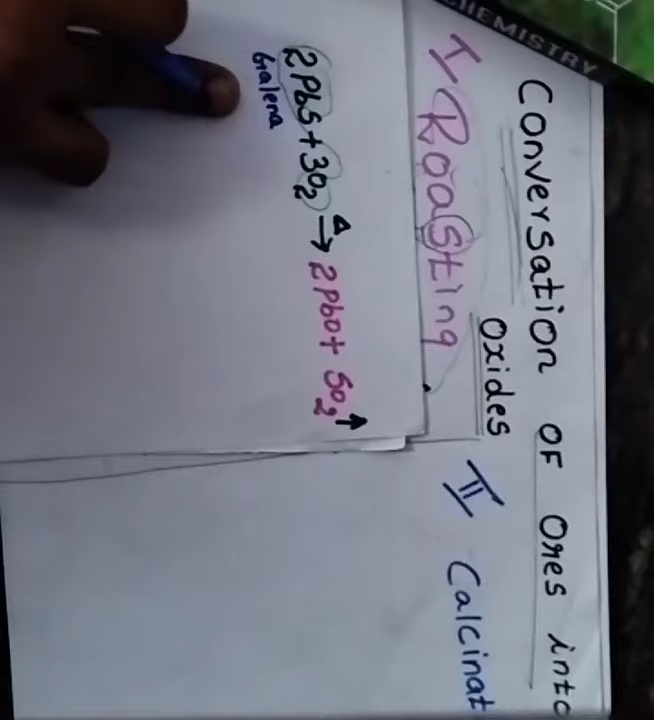 CHEMISTRY
Conversation OF Ores into
Oxides
I Roasting
II Calcinat
2PbS + 3O₂ Δ→ 2PbO + SO₂↑
Galena